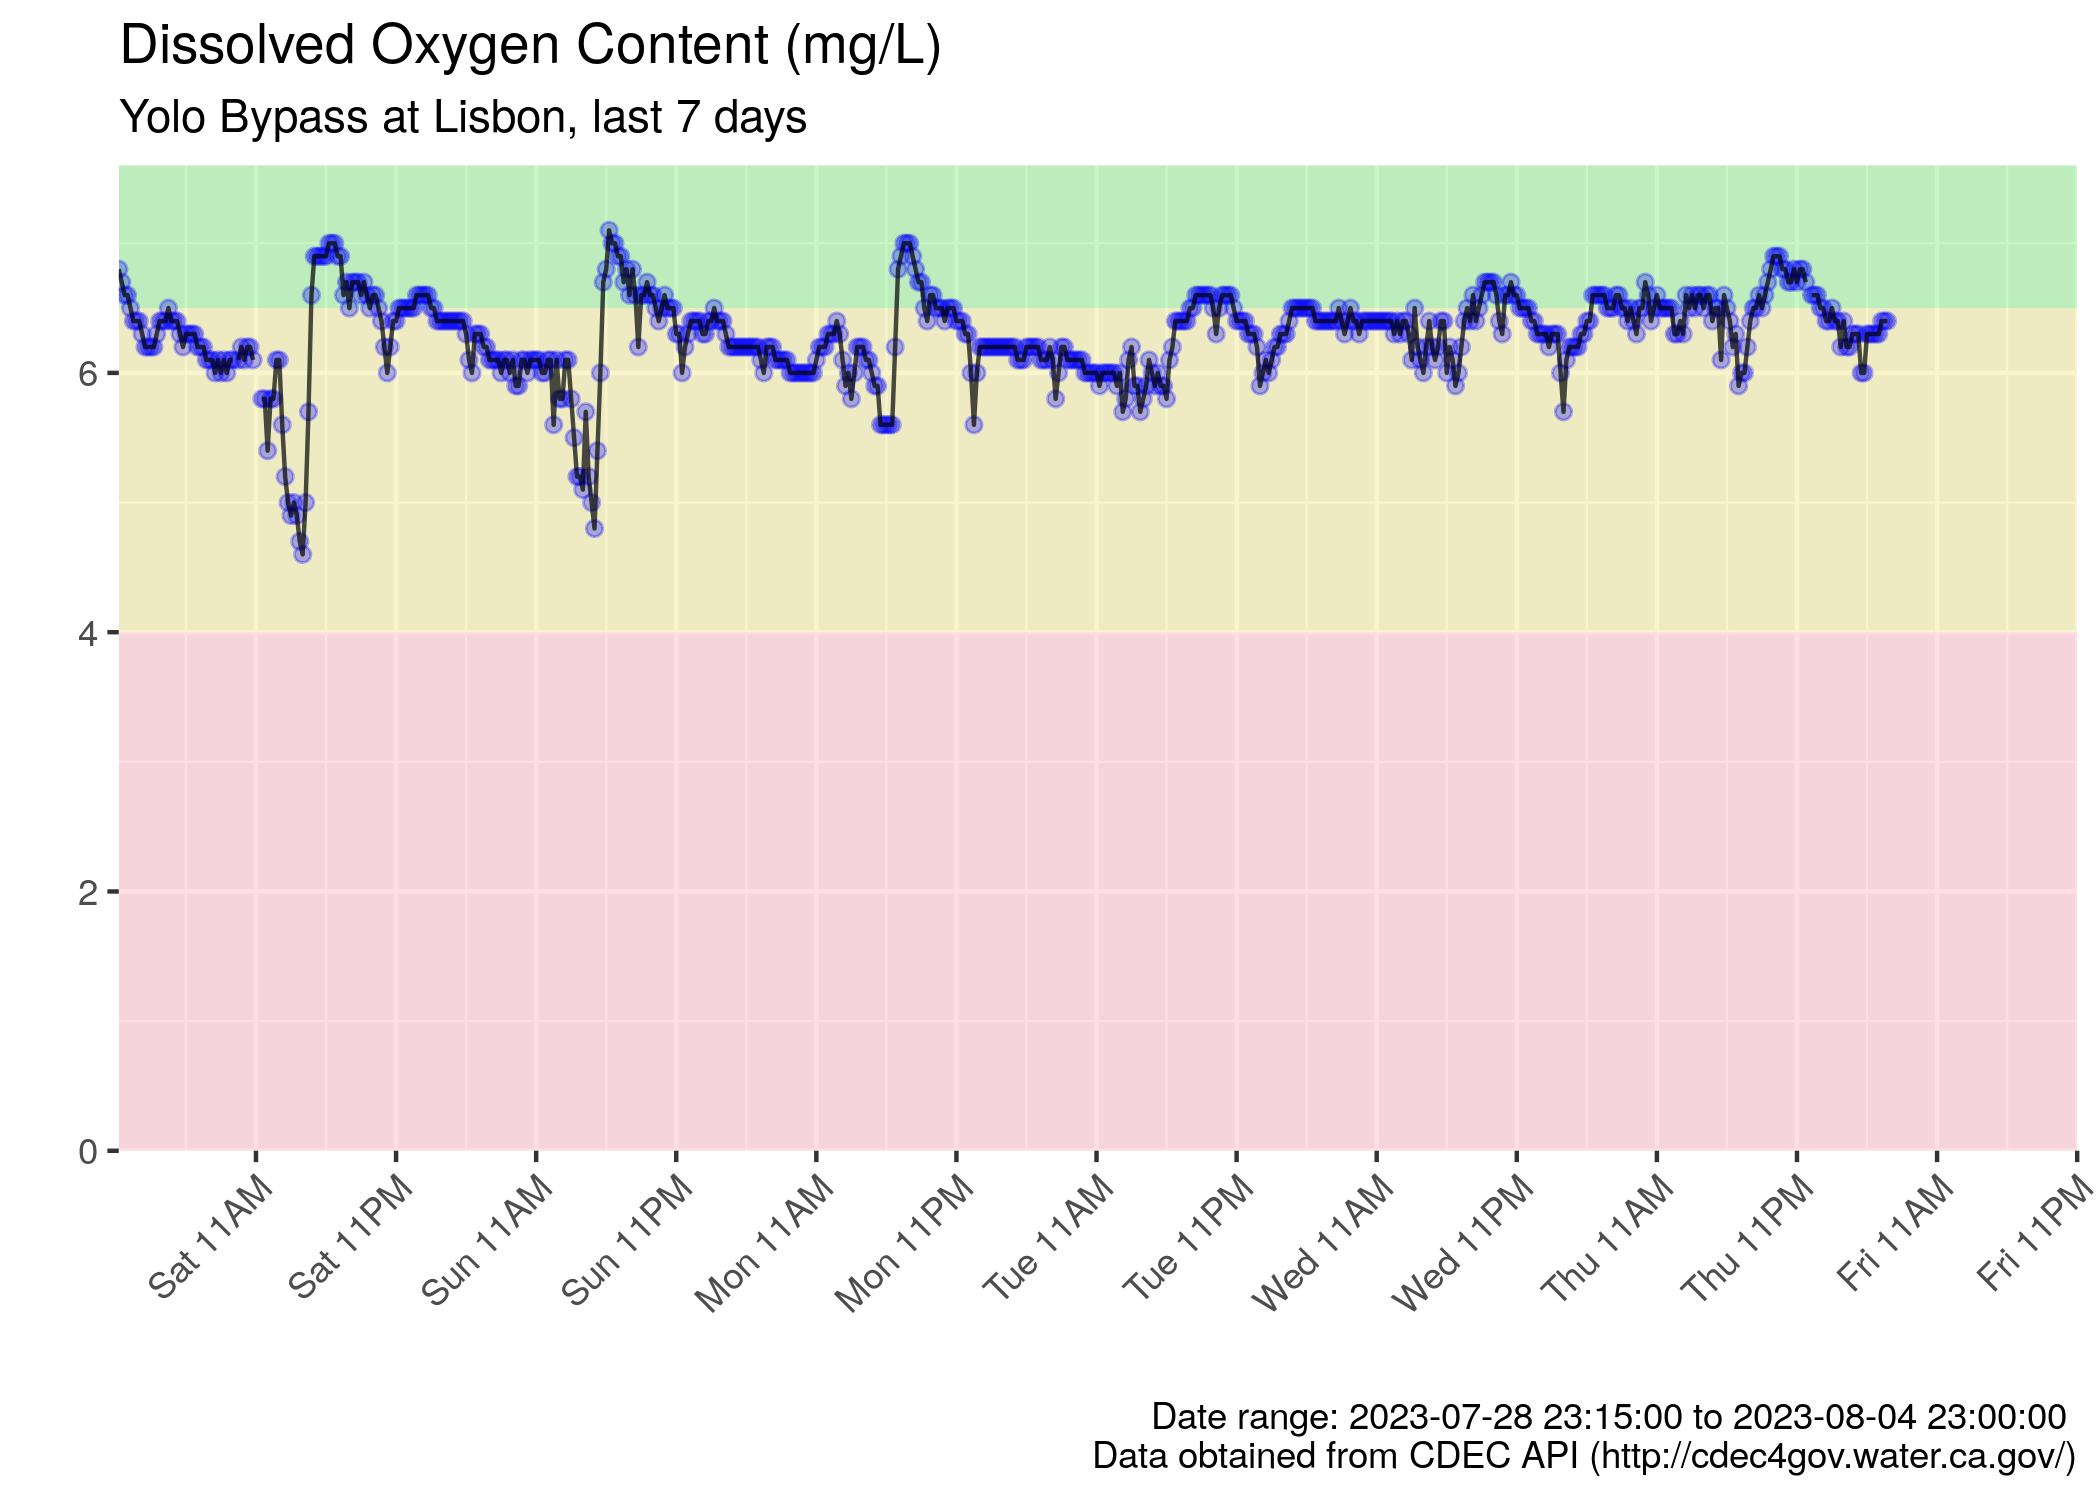 Dissolved Oxygen Content (mg/L)
Yolo Bypass at Lisbon, last 7 days
6
4
2
0
Sat 11AM
Sat 11PM
Sun 11AM
Sun 11PM
Mon 11AM
Mon 11PM
Tue 11AM
Tue 11PM
Wed 11AM
Wed 11PM
Thu 11AM
Thu 11PM
Fri 11AM
Fri 11PM
Date range: 2023-07-28 23:15:00 to 2023-08-04 23:00:00
Data obtained from CDEC API (http://cdec4gov.water.ca.gov/)